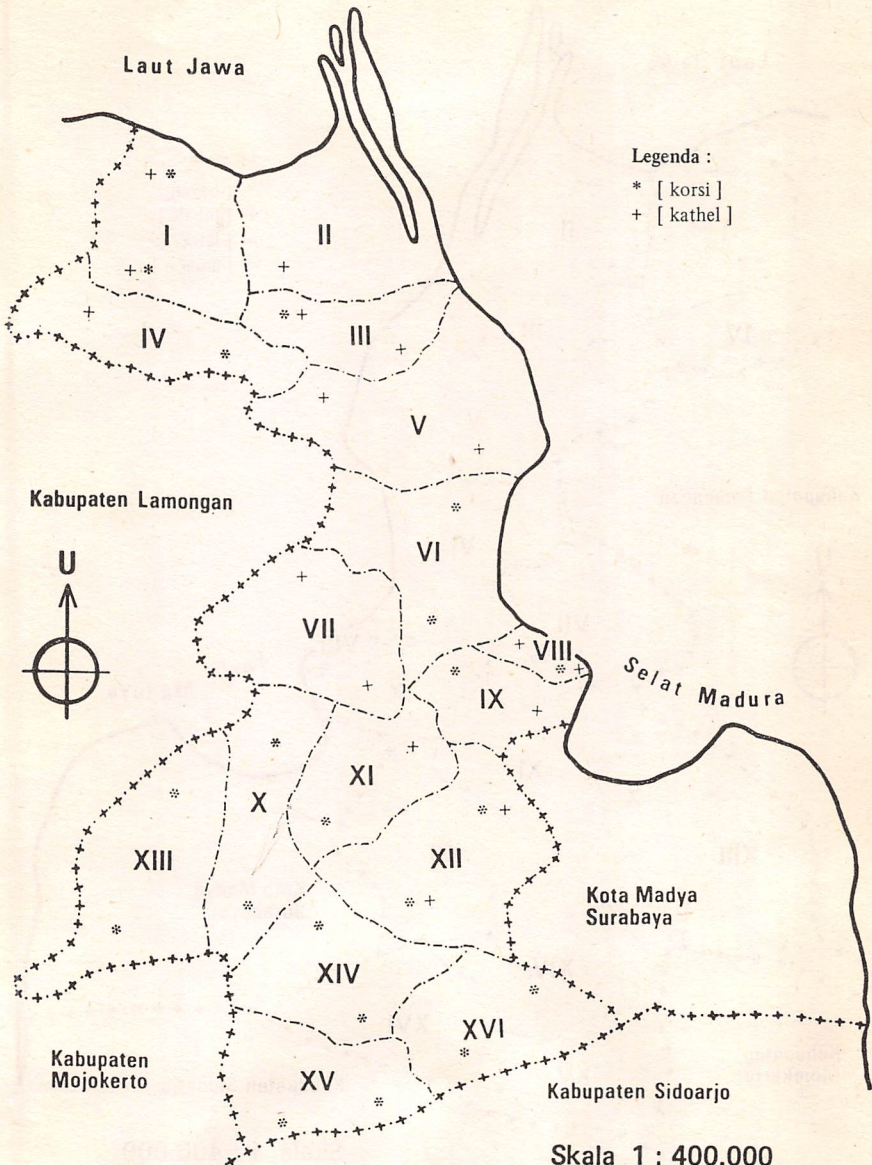 Laut Jawa
Legenda :
* [ korsi ]
+ [ kathel ]
I
II
III
IV
V
Kabupaten Lamongan
U
VI
VII
VIII
Selat Madura
IX
X
XI
XII
XIII
Kota Madya
Surabaya
XIV
XVI
XV
Kabupaten
Mojokerto
Kabupaten Sidoarjo
Skala 1 : 400.000